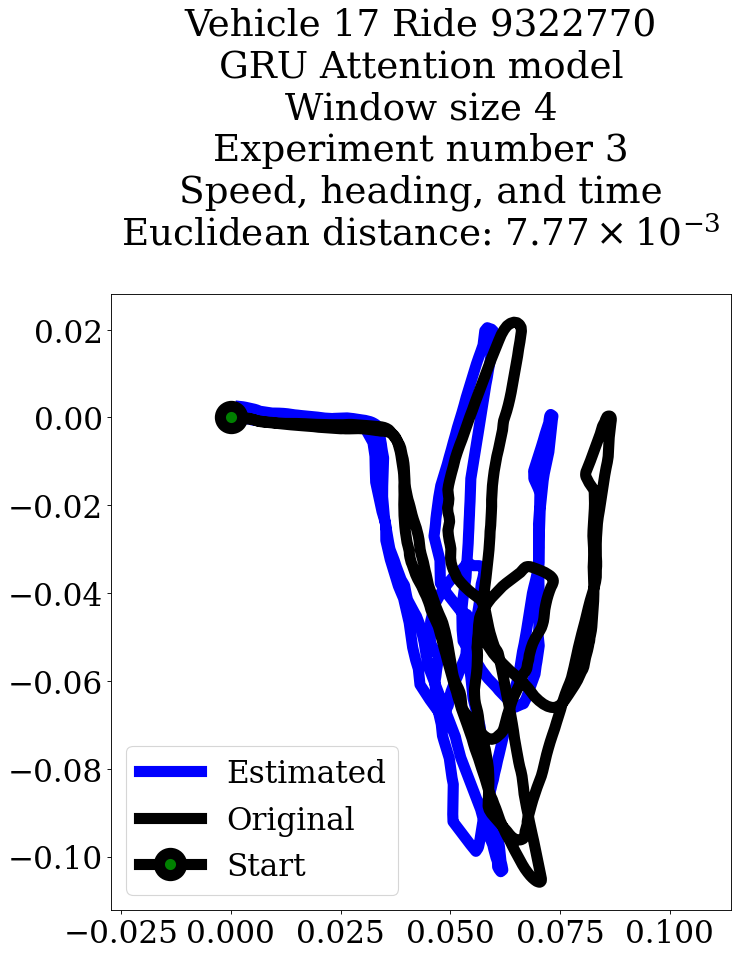 Vehicle 17 Ride 9322770
GRU Attention model
Window size 4
Experiment number 3
Speed, heading, and time
Euclidean distance: 7.77 × 10⁻³
0.02
0.00
−0.02
−0.04
−0.06
−0.08
−0.10
Estimated
Original
Start
−0.025 0.000 0.025 0.050 0.075 0.100